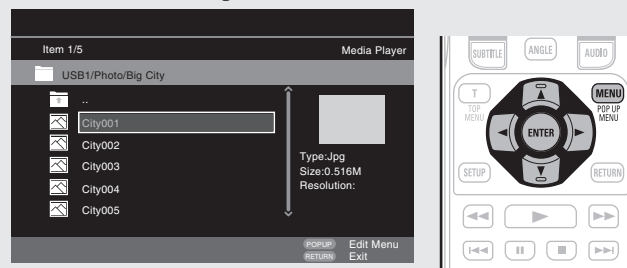 Item 1/5
Media Player
USB1/Photo/Big City
..
City001
City002
City003
City004
City005
Type:Jpg
Size:0.516M
Resolution:
POPUP Edit Menu
RETURN Exit
SUBTITLE
ANGLE
AUDIO
T
TOP MENU
MENU
POP UP MENU
ENTER
SETUP
RETURN